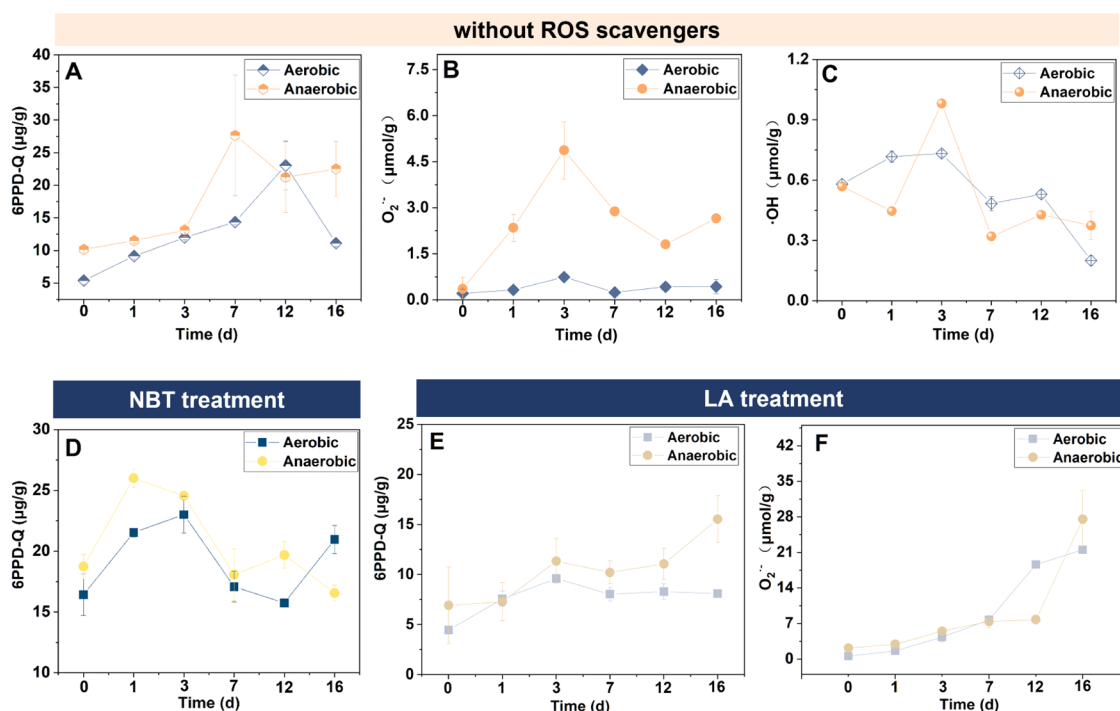 without ROS scavengers
A
Aerobic
Anaerobic
6PPD-Q (μg/g)
40
35
30
25
20
15
10
5
0 1 3 7 12 16
Time (d)
B
Aerobic
Anaerobic
O₂·⁻ (μmol/g)
7.5
6.0
4.5
3.0
1.5
0.0
0 1 3 7 12 16
Time (d)
C
Aerobic
Anaerobic
·OH (μmol/g)
1.2
0.9
0.6
0.3
0.0
0 1 3 7 12 16
Time (d)
NBT treatment
D
Aerobic
Anaerobic
6PPD-Q (μg/g)
30
25
20
15
10
0 1 3 7 12 16
Time (d)
LA treatment
E
Aerobic
Anaerobic
6PPD-Q (μg/g)
25
20
15
10
5
0
0 1 3 7 12 16
Time (d)
F
Aerobic
Anaerobic
O₂·⁻ (μmol/g)
42
35
28
21
14
7
0
0 1 3 7 12 16
Time (d)